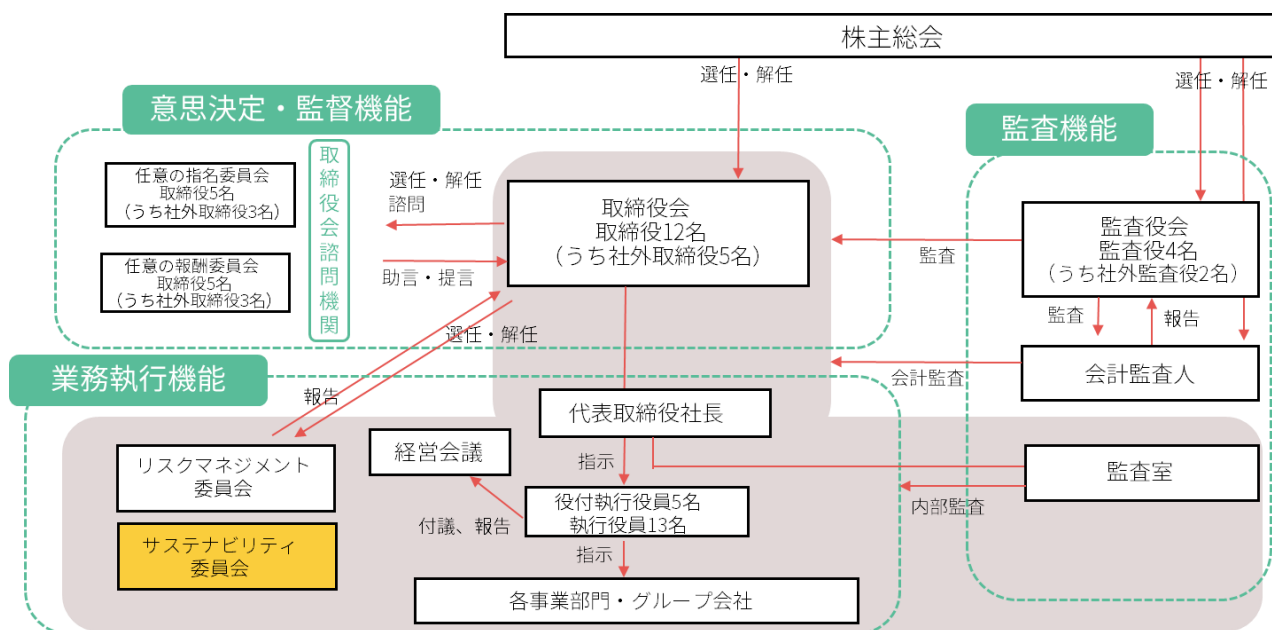 株主総会
選任・解任
選任・解任
意思決定・監督機能
監査機能
任意の指名委員会
取締役5名
(うち社外取締役3名)
取締役会諮問機関
選任・解任
諮問
取締役会
取締役12名
(うち社外取締役5名)
監査
監査役会
監査役4名
(うち社外監査役2名)
任意の報酬委員会
取締役5名
(うち社外取締役3名)
助言・提言
選任・解任
監査
報告
業務執行機能
報告
会計監査
会計監査人
代表取締役社長
経営会議
指示
リスクマネジメント
委員会
監査室
役付執行役員5名
執行役員13名
内部監査
付議、報告
サステナビリティ
委員会
指示
各事業部門・グループ会社